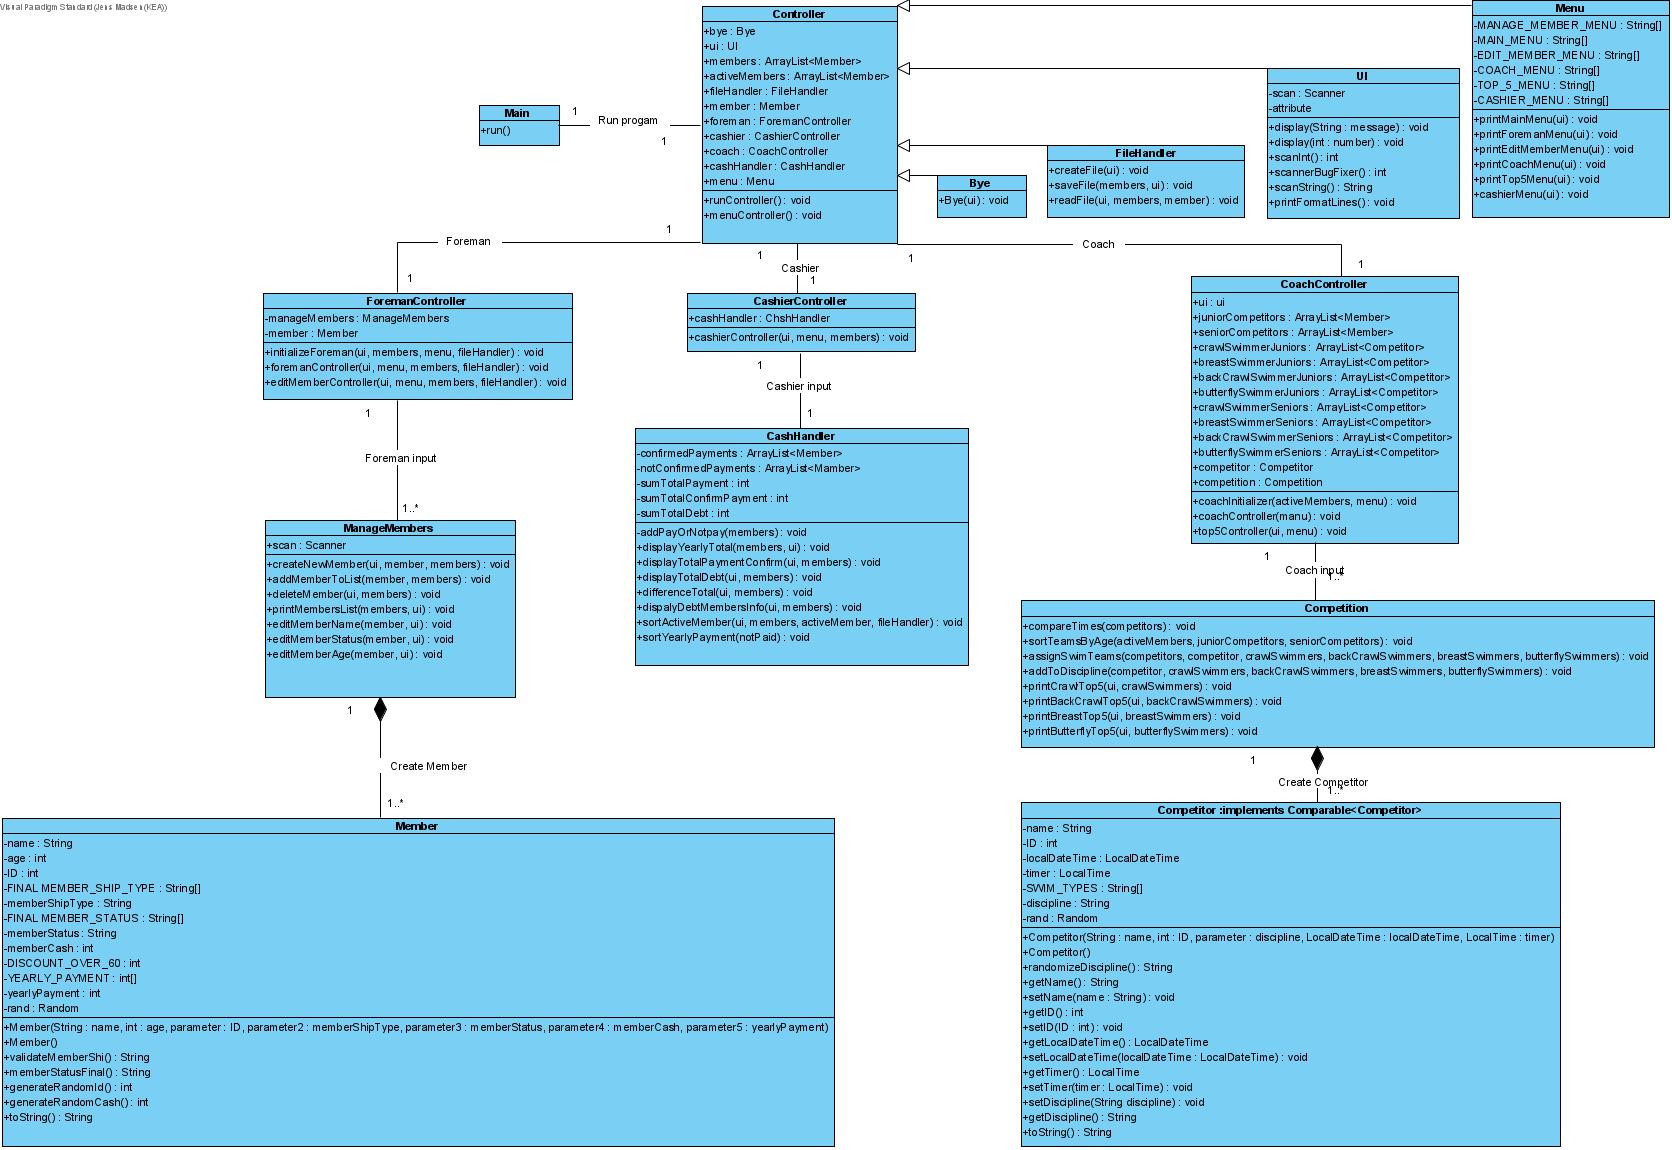 Visual Paradigm Standard (Jens Madsen (KEA))
Controller
+bye : Bye
+ui : UI
+members : ArrayList<Member>
+activeMembers : ArrayList<Member>
+fileHandler : FileHandler
+member : Member
+foreman : ForemanController
+cashier : CashierController
+coach : CoachController
+cashHandler : CashHandler
+menu : Menu
+runController() : void
+menuController() : void
Menu
-MANAGE_MEMBER_MENU : String[]
-MAIN_MENU : String[]
-EDIT_MEMBER_MENU : String[]
-COACH_MENU : String[]
-TOP_5_MENU : String[]
-CASHIER_MENU : String[]
+printMainMenu(ui) : void
+printForemanMenu(ui) : void
+printEditMemberMenu(ui) : void
+printCoachMenu(ui) : void
+printTop5Menu(ui) : void
+cashierMenu(ui) : void
UI
-scan : Scanner
-attribute
+display(String : message) : void
+display(int : number) : void
+scanInt() : int
+scannerBugFixer() : int
+scanString() : String
+printFormatLines() : void
FileHandler
+createFile(ui) : void
+saveFile(members, ui) : void
+readFile(ui, members, member) : void
Bye
+Bye(ui) : void
Main
+run()
1
Run progam
1
1
Foreman
1
1
Cashier
1
1
Coach
1
ForemanController
-manageMembers : ManageMembers
-member : Member
+initializeForeman(ui, members, menu, fileHandler) : void
+foremanController(ui, menu, members, fileHandler) : void
+editMemberController(ui, menu, members, fileHandler) : void
CashierController
+cashHandler : ChshHandler
+cashierController(ui, menu, members) : void
CoachController
+ui : ui
+juniorCompetitors : ArrayList<Member>
+seniorCompetitors : ArrayList<Member>
+crawlSwimmerJuniors : ArrayList<Competitor>
+breastSwimmerJuniors : ArrayList<Competitor>
+backCrawlSwimmerJuniors : ArrayList<Competitor>
+butterflySwimmerJuniors : ArrayList<Competitor>
+crawlSwimmerSeniors : ArrayList<Competitor>
+breastSwimmerSeniors : ArrayList<Competitor>
+backCrawlSwimmerSeniors : ArrayList<Competitor>
+butterflySwimmerSeniors : ArrayList<Competitor>
+competitor : Competitor
+competition : Competition
+coachInitializer(activeMembers, menu) : void
+coachController(manu) : void
+top5Controller(ui, menu) : void
1
Foreman input
1..*
1
Cashier input
1
1
Coach input
1..*
ManageMembers
+scan : Scanner
+createNewMember(ui, member, members) : void
+addMemberToList(member, members) : void
+deleteMember(ui, members) : void
+printMembersList(members, ui) : void
+editMemberName(member, ui) : void
+editMemberStatus(member, ui) : void
+editMemberAge(member, ui) : void
CashHandler
-confirmedPayments : ArrayList<Member>
-notConfirmedPayments : ArrayList<Mamber>
-sumTotalPayment : int
-sumTotalConfirmPayment : int
-sumTotalDebt : int
-addPayOrNotpay(members) : void
+displayYearlyTotal(members, ui) : void
+displayTotalPaymentConfirm(ui, members) : void
+displayTotalDebt(ui, members) : void
+differenceTotal(ui, members) : void
+dispalyDebtMembersInfo(ui, members) : void
+sortActiveMember(ui, members, activeMember, fileHandler) : void
+sortYearlyPayment(notPaid) : void
Competition
+compareTimes(competitors) : void
+sortTeamsByAge(activeMembers, juniorCompetitors, seniorCompetitors) : void
+assignSwimTeams(competitors, competitor, crawlSwimmers, backCrawlSwimmers, breastSwimmers, butterflySwimmers) : void
+addToDiscipline(competitor, crawlSwimmers, backCrawlSwimmers, breastSwimmers, butterflySwimmers) : void
+printCrawlTop5(ui, crawlSwimmers) : void
+printBackCrawlTop5(ui, backCrawlSwimmers) : void
+printBreastTop5(ui, breastSwimmers) : void
+printButterflyTop5(ui, butterflySwimmers) : void
1
Create Member
1..*
1
Create Competitor
1..*
Member
-name : String
-age : int
-ID : int
-FINAL MEMBER_SHIP_TYPE : String[]
-memberShipType : String
-FINAL MEMBER_STATUS : String[]
-memberStatus : String
-memberCash : int
-DISCOUNT_OVER_60 : int
-YEARLY_PAYMENT : int[]
-yearlyPayment : int
-rand : Random
+Member(String : name, int : age, parameter : ID, parameter2 : memberShipType, parameter3 : memberStatus, parameter4 : memberCash, parameter5 : yearlyPayment)
+Member()
+validateMemberShi() : String
+memberStatusFinal() : String
+generateRandomId() : int
+generateRandomCash() : int
+toString() : String
Competitor :implements Comparable<Competitor>
-name : String
-ID : int
-localDateTime : LocalDateTime
-timer : LocalTime
-SWIM_TYPES : String[]
-discipline : String
-rand : Random
+Competitor(String : name, int : ID, parameter : discipline, LocalDateTime : localDateTime, LocalTime : timer)
+Competitor()
+randomizeDiscipline() : String
+getName() : String
+setName(name : String) : void
+getID() : int
+setID(ID : int) : void
+getLocalDateTime() : LocalDateTime
+setLocalDateTime(localDateTime : LocalDateTime) : void
+getTimer() : LocalTime
+setTimer(timer : LocalTime) : void
+setDiscipline(String discipline) : void
+getDiscipline() : String
+toString() : String